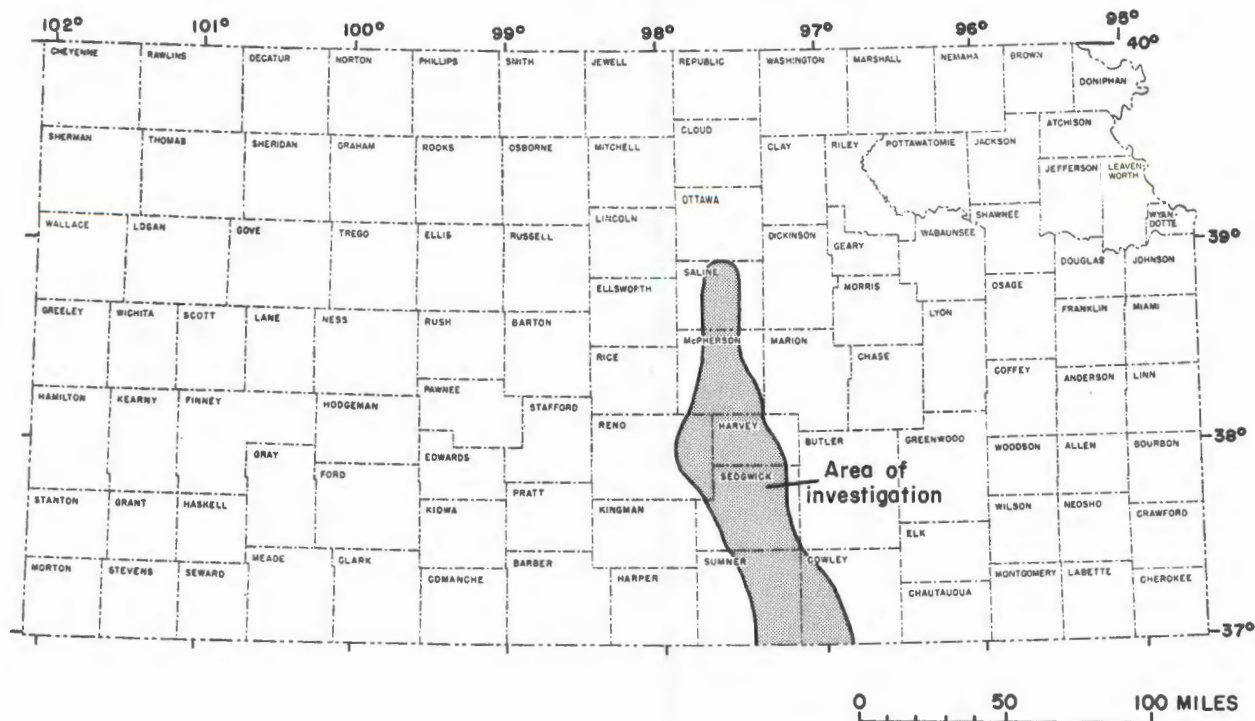 102° 101° 100° 99° 98° 97° 96° 98°
40°
CHEYENNE RAWLINS DECATUR NORTON PHILLIPS SMITH JEWELL REPUBLIC WASHINGTON MARSHALL NEMAHA BROWN
DONIPHAN
ATCHISON
CLOUD
SHERMAN THOMAS SHERIDAN GRAHAM ROOKS OSBORNE MITCHELL CLAY RILEY POTTAWATOMIE JACKSON
JEFFERSON LEAVEN
WORTH
OTTAWA
LINCOLN SHAWNEE WYAN
DOTTE
WALLACE LOGAN GOVE TREGO ELLIS RUSSELL DICKINSON WABAUNSEE
39°
GEARY
SALINE DOUGLAS JOHNSON
ELLSWORTH MORRIS OSAGE
GREELEY WICHITA SCOTT LANE NESS RUSH BARTON LYON FRANKLIN MIAMI
McPHERSON MARION
RICE CHASE
COFFEY ANDERSON LINN
PAWNEE
HAMILTON KEARNY FINNEY HODGEMAN STAFFORD
RENO HARVEY BUTLER GREENWOOD WOODSON ALLEN BOURBON
38°
GRAY EDWARDS
FORD SEDGWICK Area of
investigation
PRATT
STANTON GRANT HASKELL KIOWA KINGMAN WILSON NEOSHO CRAWFORD
ELK
MEADE CLARK BARBER SUMNER COWLEY
MORTON STEVENS SEWARD COMANCHE HARPER MONTGOMERY LABETTE CHEROKEE
CHAUTAUQUA
37°
0 50 100 MILES